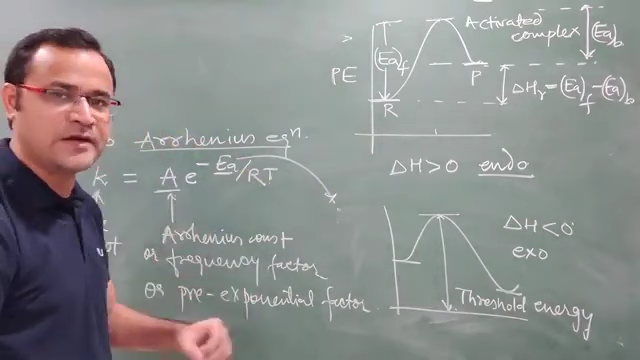 Arrhenius eqn.
k = A e^-Ea/RT
Arrhenius const
or frequency factor
or pre-exponential factor
Activated complex
(Ea)f
(Ea)b
PE
P
R
ΔHr = (Ea)f - (Ea)b
ΔH>0 endo
ΔH<0
exo
Threshold energy